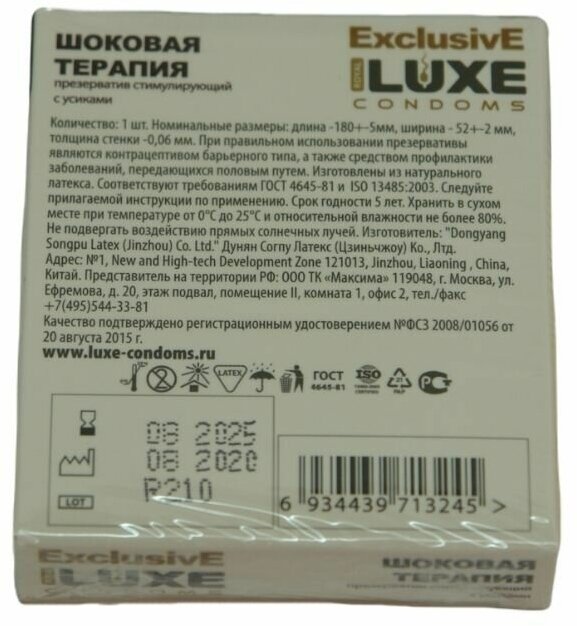 ШОКОВАЯ
ТЕРАПИЯ
презерватив стимулирующий
с усиками
ExclusivE
ROYAL LUXE
CONDOMS
Количество: 1 шт. Номинальные размеры: длина -180+-5мм, ширина - 52+-2 мм,
толщина стенки -0,06 мм. При правильном использовании презервативы
являются контрацептивом барьерного типа, а также средством профилактики
заболеваний, передающихся половым путем. Изготовлены из натурального
латекса. Соответствуют требованиям ГОСТ 4645-81 и ISO 13485:2003. Следуйте
прилагаемой инструкции по применению. Срок годности 5 лет. Хранить в сухом
месте при температуре от 0°С до 25°С и относительной влажности не более 80%.
Не подвергать воздействию прямых солнечных лучей. Изготовитель: "Dongyang
Songpu Latex (Jinzhou) Co. Ltd." Дунян Согпу Латекс (Цзиньчжоу) Ко., Лтд.
Адрес: №1, New and High-tech Development Zone 121013, Jinzhou, Liaoning , China,
Китай. Представитель на территории РФ: ООО ТК «Максима» 119048, г. Москва, ул.
Ефремова, д. 20, этаж подвал, помещение II, комната 1, офис 2, тел./факс
+7(495)544-33-81
Качество подтверждено регистрационным удостоверением №ФСЗ 2008/01056 от
20 августа 2015 г.
www.luxe-condoms.ru
LATEX
ГОСТ
4645-81
ISO
21
PAP
08 2025
08 2020
LOT R210
6 934439 713245 >
ExclusivE
LUXE
CONDOMS
ШОКОВАЯ
ТЕРАПИЯ